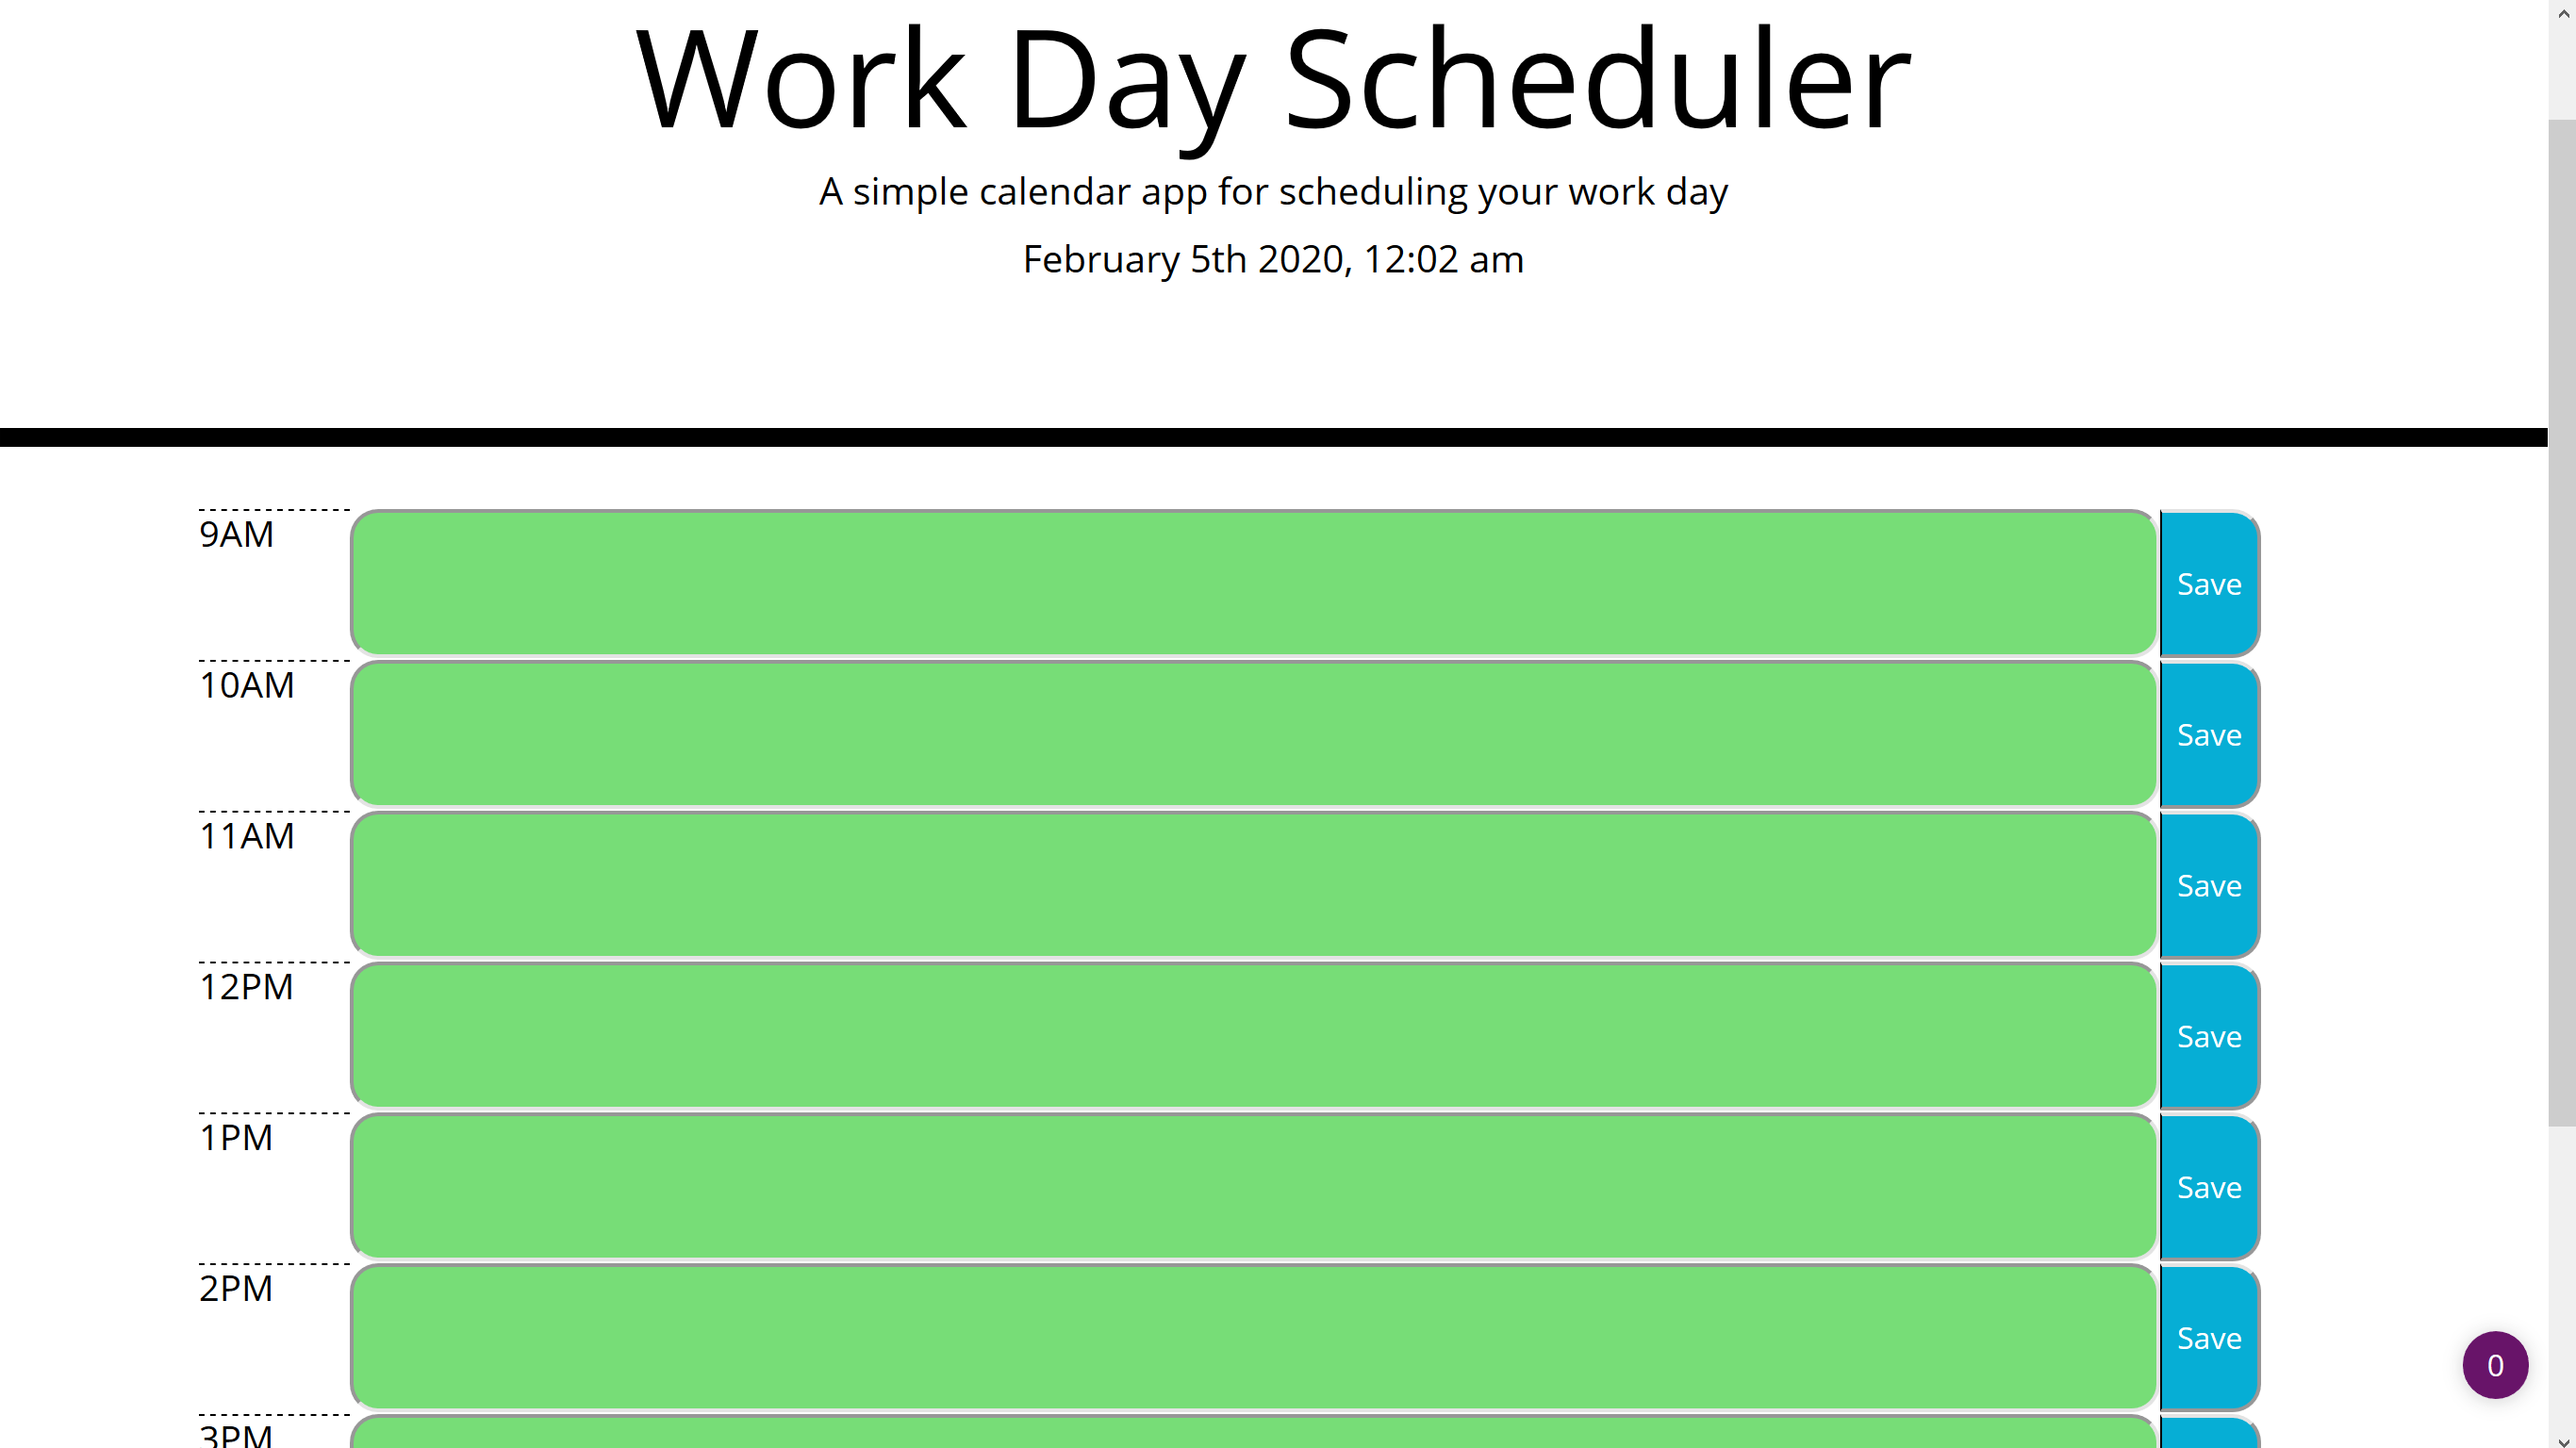 Work Day Scheduler
A simple calendar app for scheduling your work day
February 5th 2020, 12:02 am
9AM
Save
10AM
Save
11AM
Save
12PM
Save
1PM
Save
2PM
Save
0
3PM